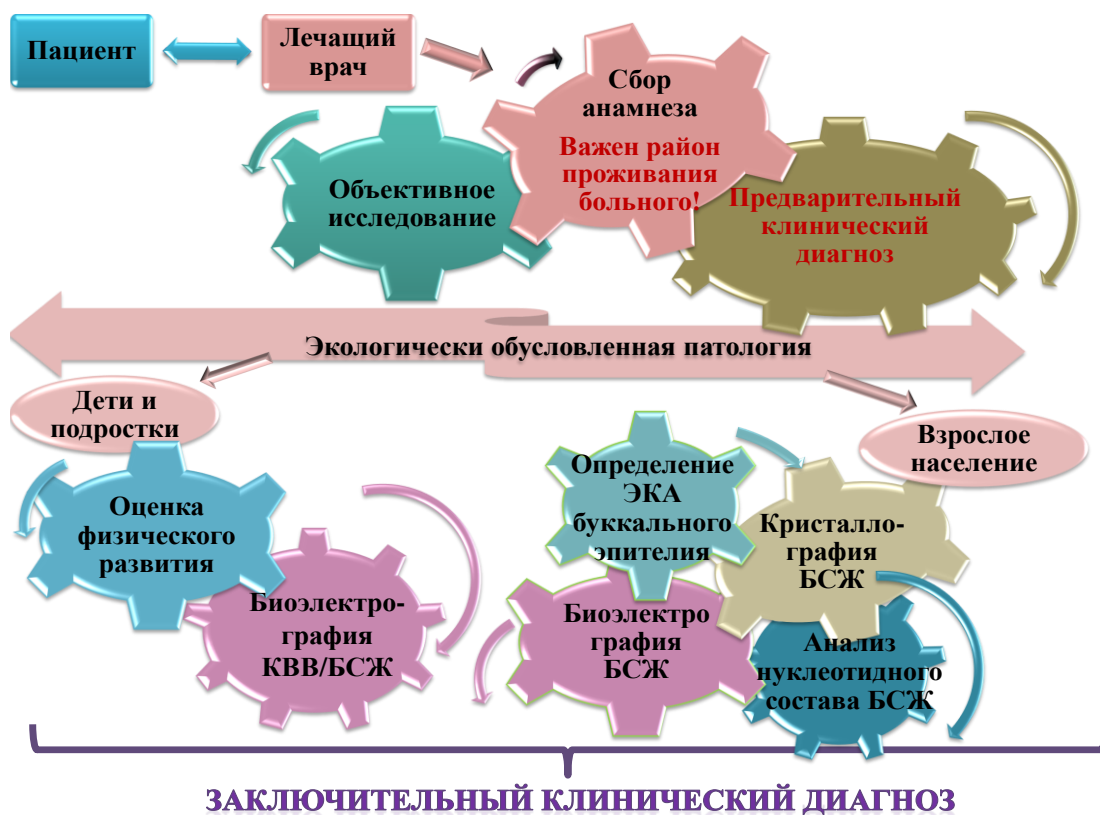 Пациент
Лечащий
врач
Сбор
анамнеза
Важен район
проживания
больного!
Объективное
исследование
Предварительный
клинический
диагноз
Экологически обусловленная патология
Дети и
подростки
Взрослое
население
Оценка
физического
развития
Биоэлектро-
графия
КВВ/БСЖ
Определение
ЭКА
буккального
эпителия
Кристалло-
графия
БСЖ
Биоэлектро
графия
БСЖ
Анализ
нуклеотидного
состава БСЖ
ЗАКЛЮЧИТЕЛЬНЫЙ КЛИНИЧЕСКИЙ ДИАГНОЗ